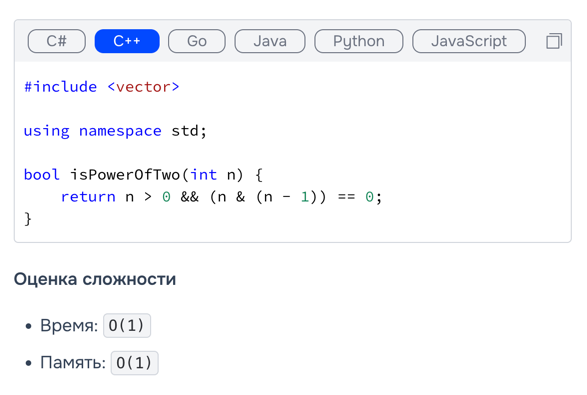 C# C++ Go Java Python JavaScript
#include <vector>
using namespace std;
bool isPowerOfTwo(int n) {
    return n > 0 && (n & (n - 1)) == 0;
}
Оценка сложности
• Время: O(1)
• Память: O(1)